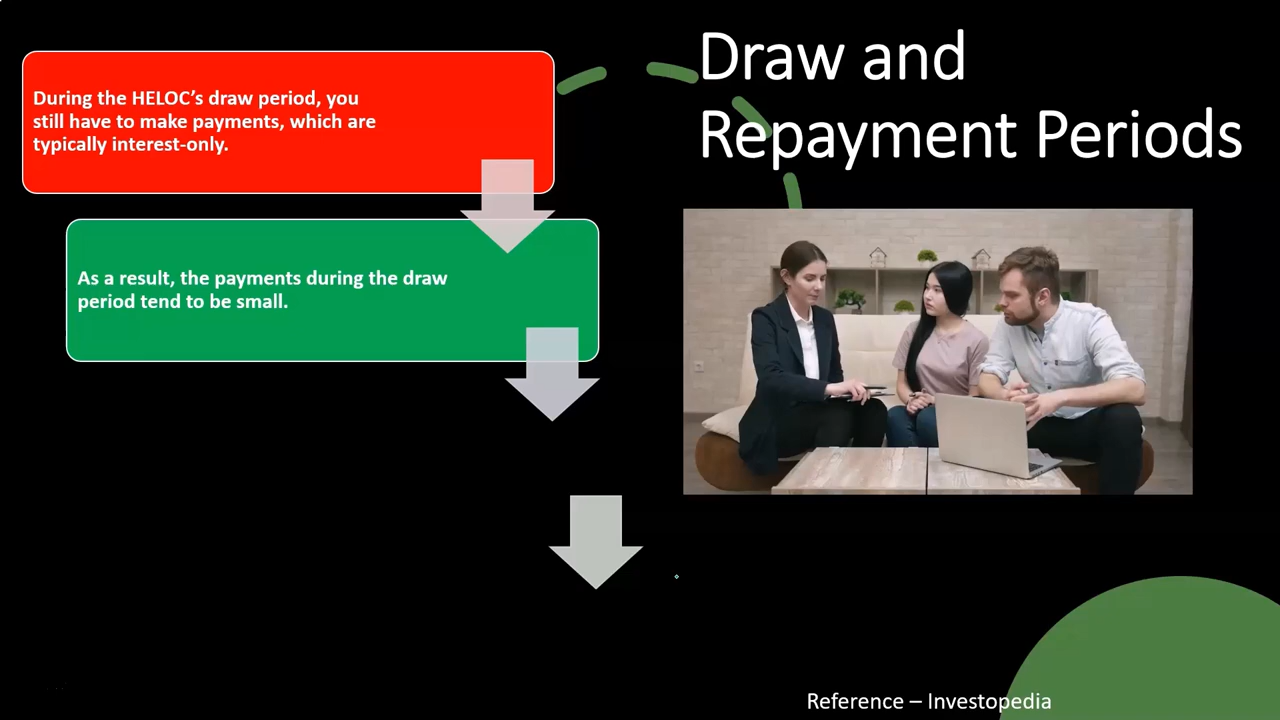 Draw and
Repayment Periods
During the HELOC’s draw period, you
still have to make payments, which are
typically interest-only.
As a result, the payments during the draw
period tend to be small.
Reference – Investopedia